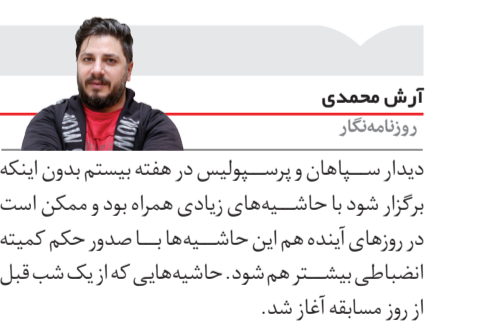 آرش محمدی
روزنامه‌نگار
دیدار سپاهان و پرسپولیس در هفته بیستم بدون اینکه
برگزار شود با حاشیه‌های زیادی همراه بود و ممکن است
در روزهای آینده هم این حاشیه‌ها با صدور حکم کمیته
انضباطی بیشتر هم شود. حاشیه‌هایی که از یک شب قبل
از روز مسابقه آغاز شد.